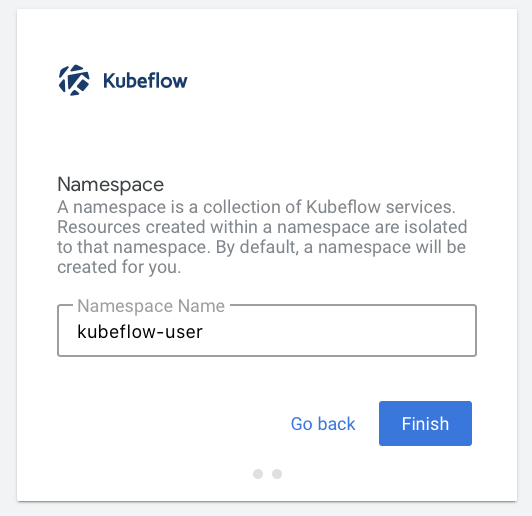 Kubeflow
Namespace
A namespace is a collection of Kubeflow services.
Resources created within a namespace are isolated
to that namespace. By default, a namespace will be
created for you.
Namespace Name
kubeflow-user
Go back
Finish